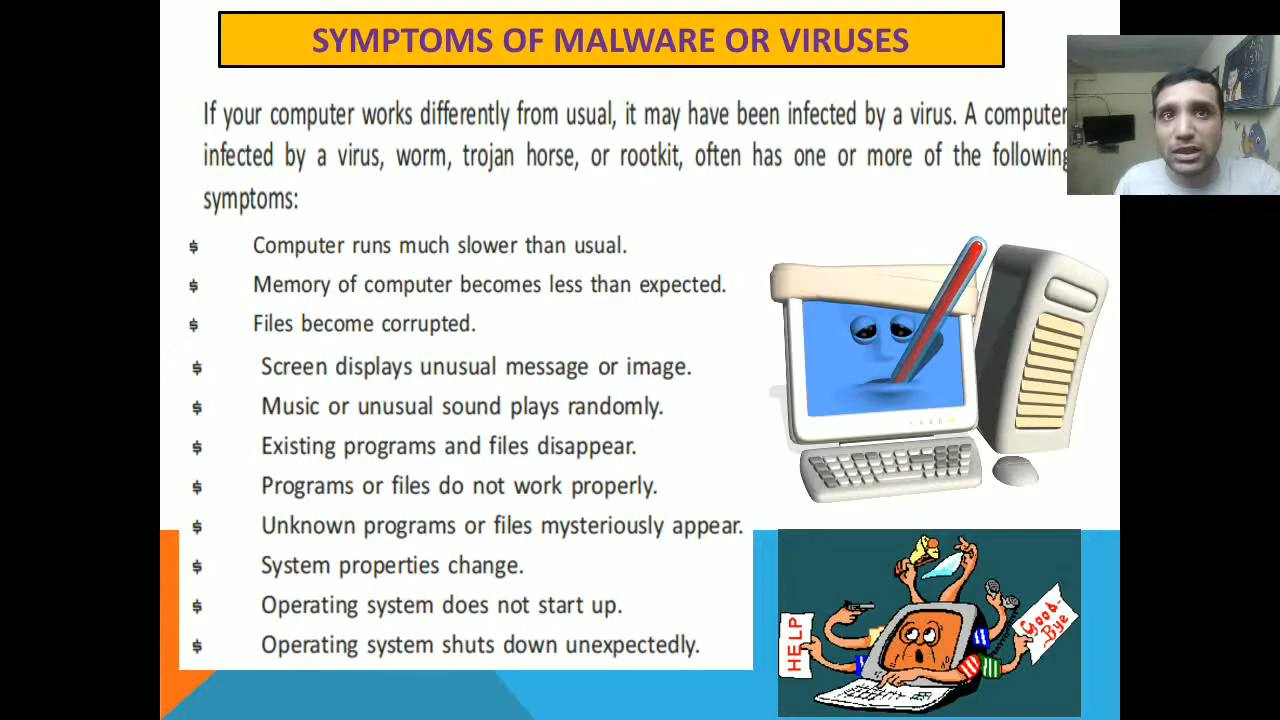 SYMPTOMS OF MALWARE OR VIRUSES
If your computer works differently from usual, it may have been infected by a virus. A computer
infected by a virus, worm, trojan horse, or rootkit, often has one or more of the following
symptoms:
$ Computer runs much slower than usual.
$ Memory of computer becomes less than expected.
$ Files become corrupted.
$ Screen displays unusual message or image.
$ Music or unusual sound plays randomly.
$ Existing programs and files disappear.
$ Programs or files do not work properly.
$ Unknown programs or files mysteriously appear.
$ System properties change.
$ Operating system does not start up.
$ Operating system shuts down unexpectedly.
HELP
GOOD-
Bye